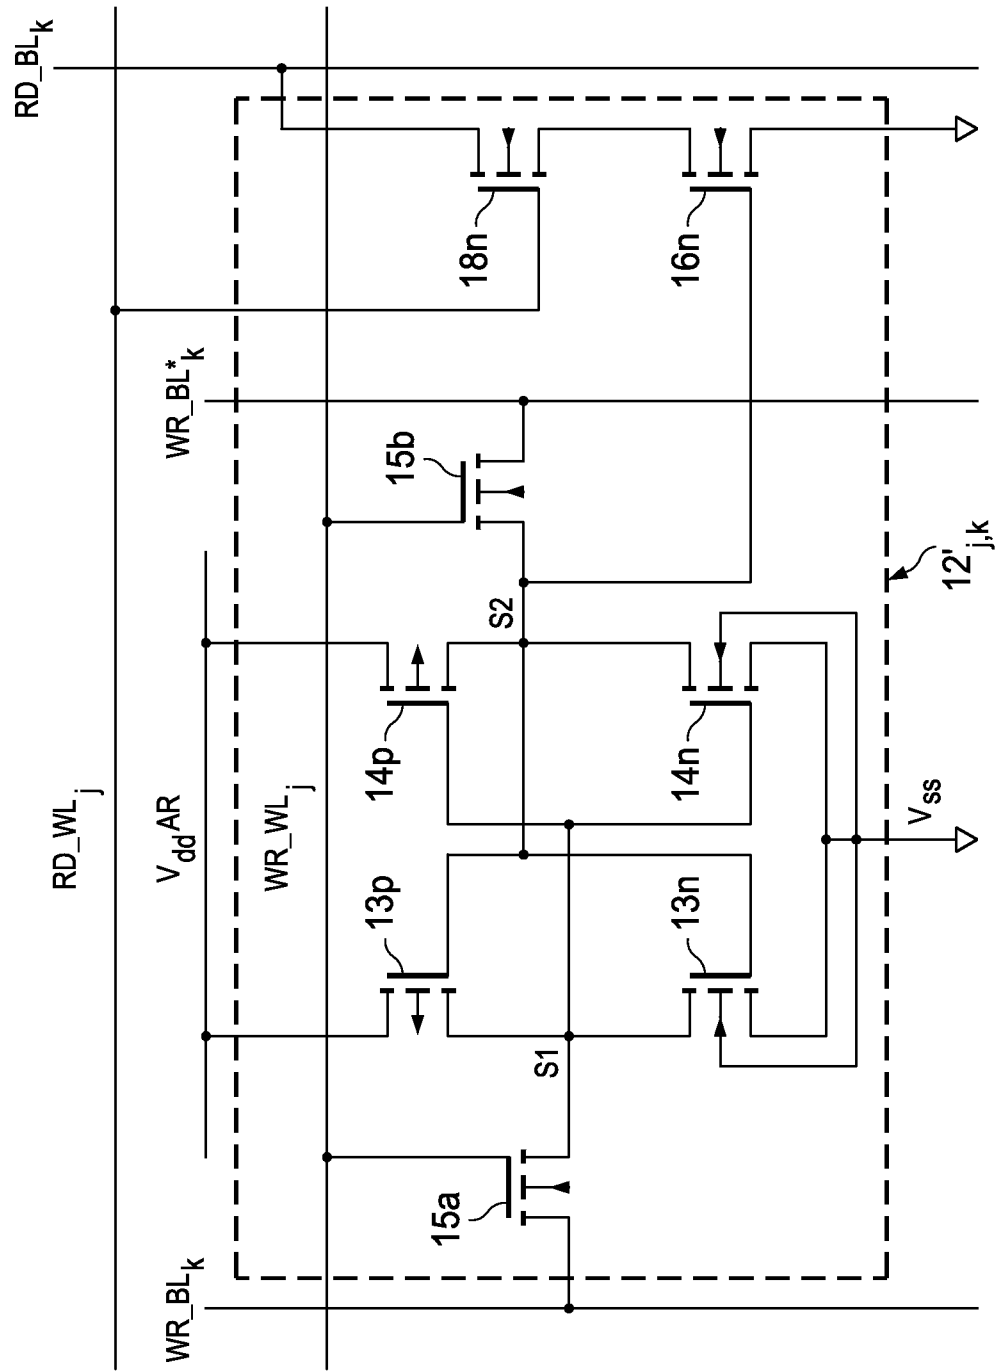 RD_WL_j
V_dd AR
WR_WL_j
WR_BL_k
WR_BL*_k
RD_BL_k
13p
14p
15a
15b
S1
S2
18n
13n
14n
16n
V_ss
12'_j,k